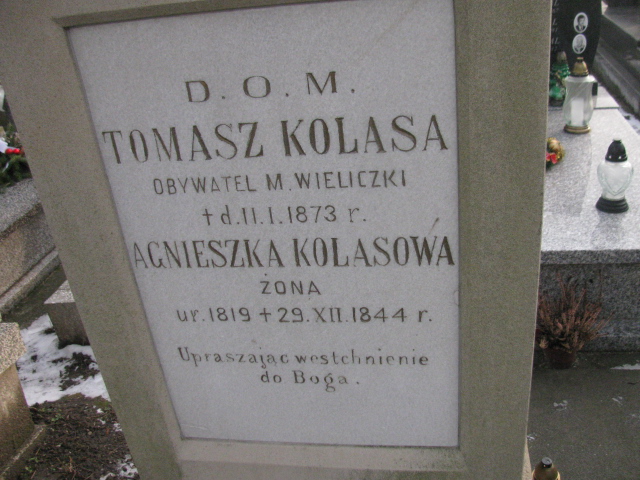 D.O.M.
TOMASZ KOLASA
OBYWATEL M. WIELICZKI
+ d. 11. I. 1873 r.
AGNIESZKA KOLASOWA
ŻONA
ur. 1819 + 29. XII. 1844 r.
Upraszając westchnienie
do Boga.